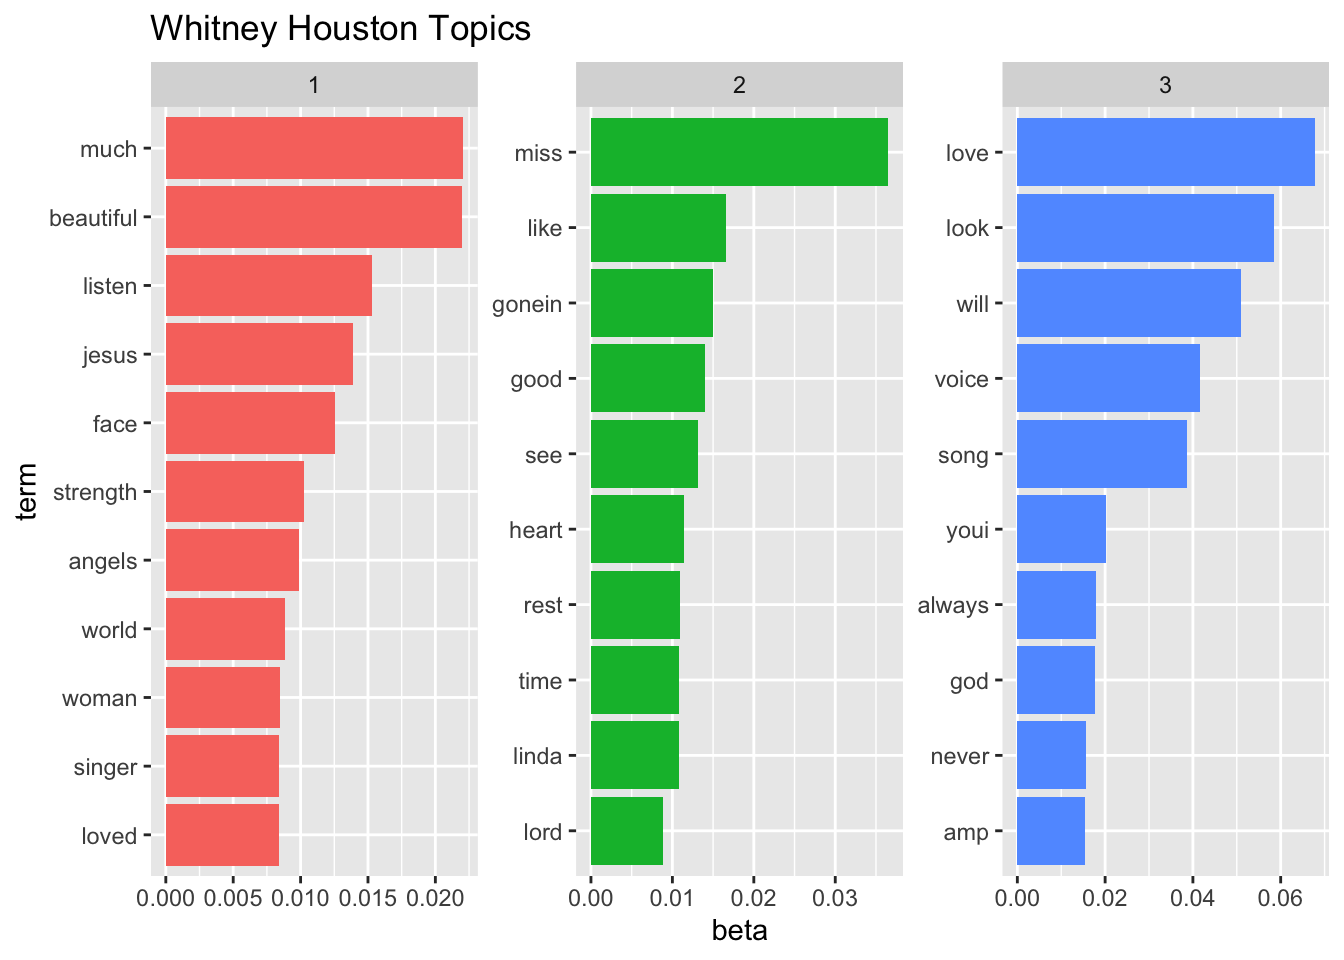 Whitney Houston Topics
1
2
3
term
much
beautiful
listen
jesus
face
strength
angels
world
woman
singer
loved
miss
like
gonein
good
see
heart
rest
time
linda
lord
love
look
will
voice
song
youi
always
god
never
amp
0.000 0.005 0.010 0.015 0.020
0.00 0.01 0.02 0.03
0.00 0.02 0.04 0.06
beta